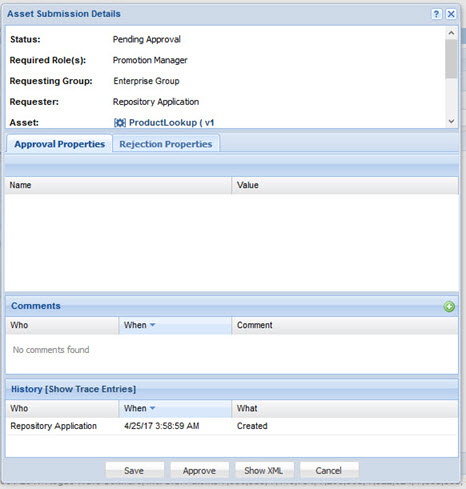 Asset Submission Details
Status: Pending Approval
Required Role(s): Promotion Manager
Requesting Group: Enterprise Group
Requester: Repository Application
Asset: ProductLookup ( v1
Approval Properties Rejection Properties
Name Value
Comments
Who When Comment
No comments found
History [Show Trace Entries]
Who When What
Repository Application 4/25/17 3:58:59 AM Created
Save Approve Show XML Cancel